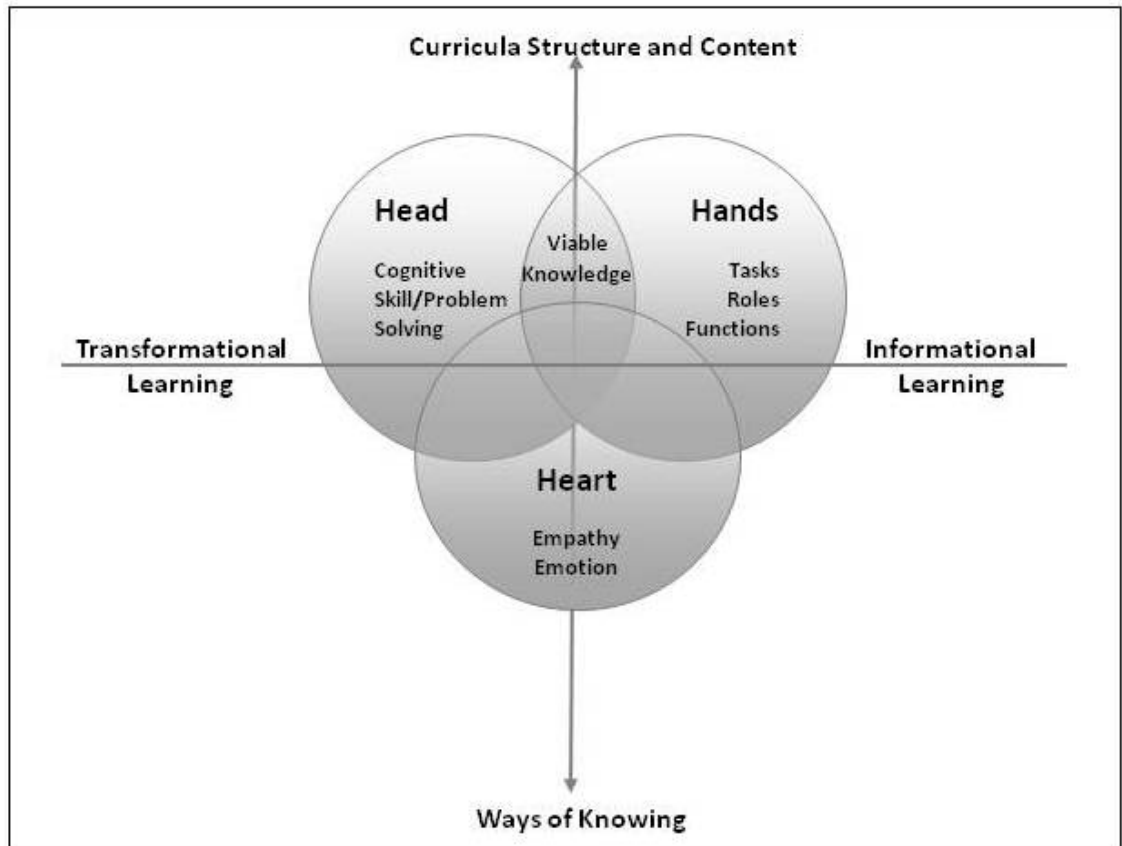 Curricula Structure and Content
Head
Cognitive
Skill/Problem
Solving
Viable
Knowledge
Hands
Tasks
Roles
Functions
Transformational
Learning
Informational
Learning
Heart
Empathy
Emotion
Ways of Knowing